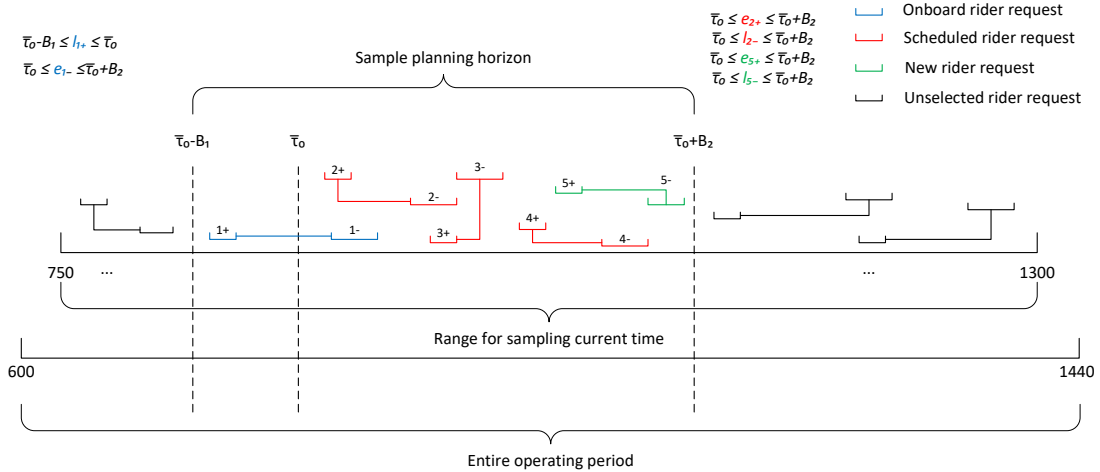 τ̅₀-B₁ ≤ l₁₊ ≤ τ̅₀
τ̅₀ ≤ e₁₋ ≤τ̅₀+B₂
Sample planning horizon
τ̅₀ ≤ e₂₊ ≤ τ̅₀+B₂
τ̅₀ ≤ l₂₋ ≤ τ̅₀+B₂
τ̅₀ ≤ e₅₊ ≤ τ̅₀+B₂
τ̅₀ ≤ l₅₋ ≤ τ̅₀+B₂
Onboard rider request
Scheduled rider request
New rider request
Unselected rider request
τ̅₀-B₁
τ̅₀
τ̅₀+B₂
2+
3-
5+
5-
2-
4+
1+
1-
3+
4-
750
...
...
1300
Range for sampling current time
600
1440
Entire operating period